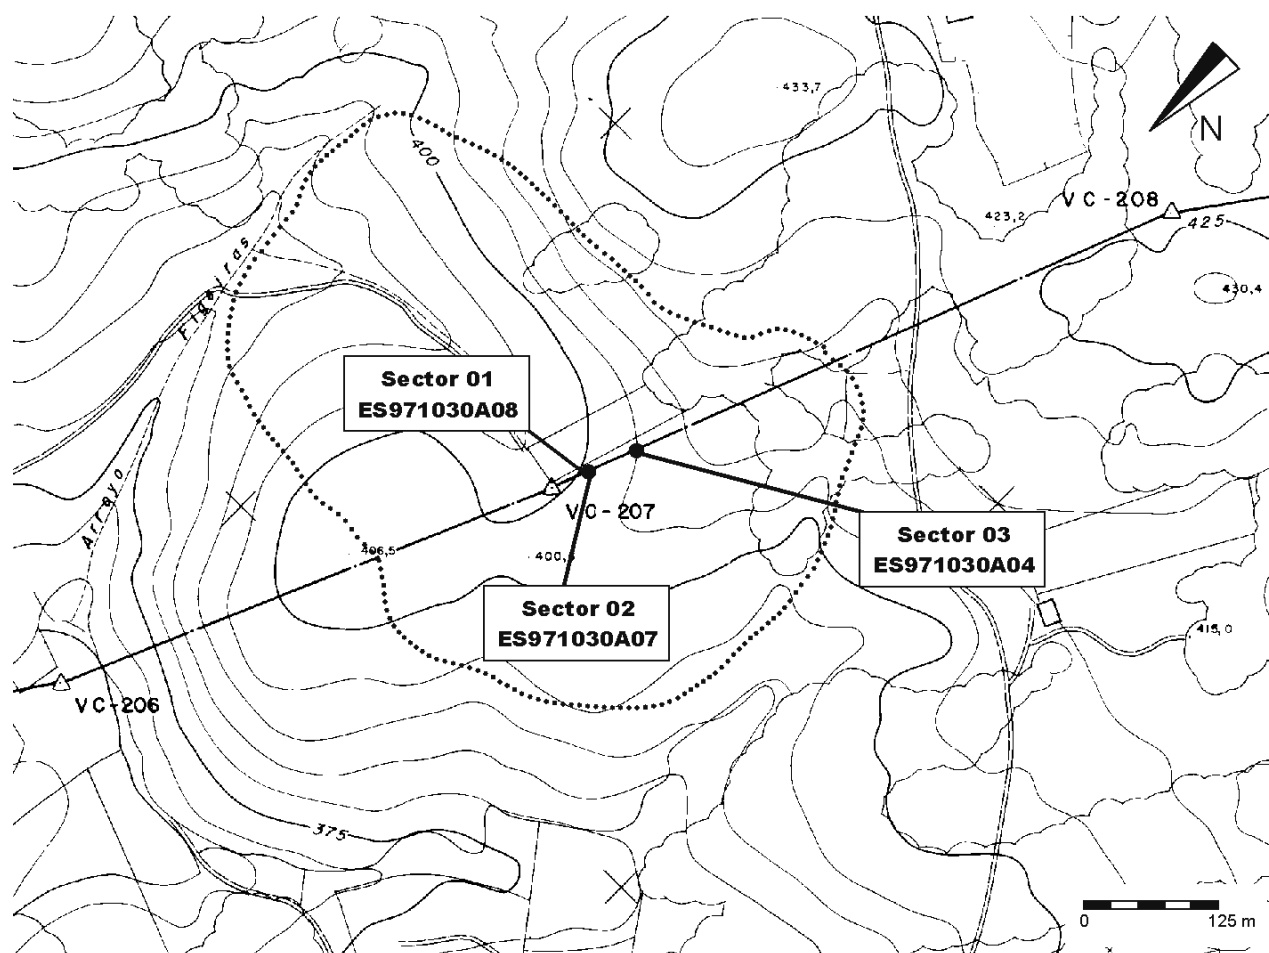 433,7
N
400
VC-208
423,2
425
Figueiras
430,4
Sector 01
ES971030A08
VC-207
Arroyo
406,5
400,
Sector 03
ES971030A04
Sector 02
ES971030A07
415,0
VC-206
375
0 125 m